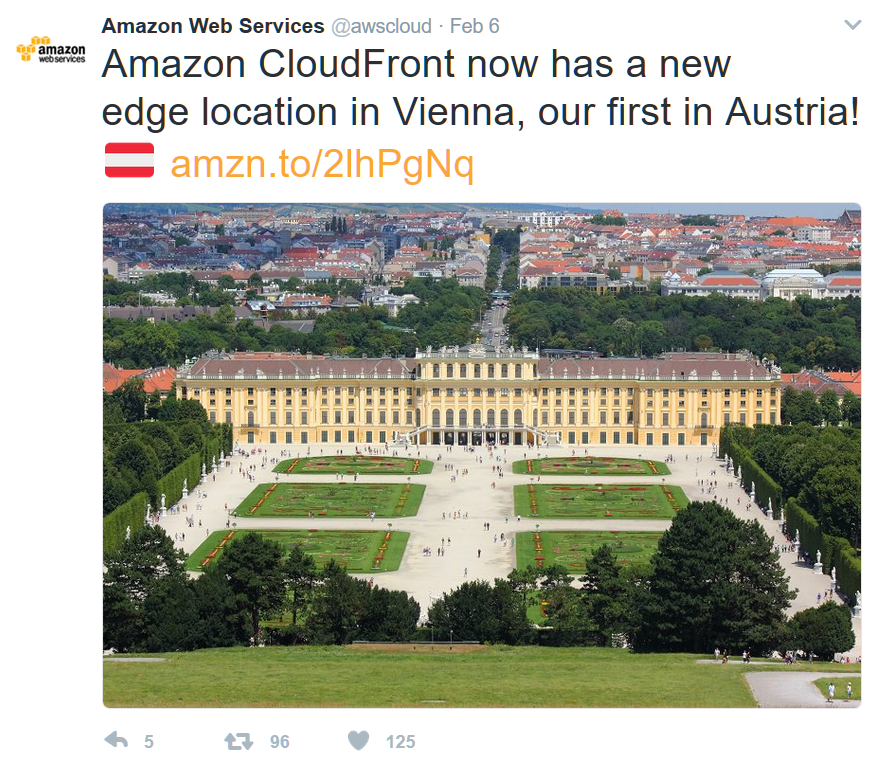 Amazon Web Services @awscloud · Feb 6
amazon
webservices
Amazon CloudFront now has a new
edge location in Vienna, our first in Austria!
🇦🇹 amzn.to/2lhPgNq
5 96 125